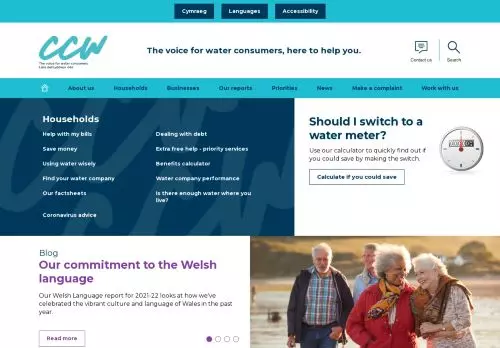 Cymraeg
Languages
Accessibility
CCW
The voice for water consumers
Llais defnyddwyr dŵr
The voice for water consumers, here to help you.
Contact us
Search
About us
Households
Businesses
Our reports
Priorities
News
Make a complaint
Work with us
Households
Help with my bills
Dealing with debt
Save money
Extra free help - priority services
Using water wisely
Benefits calculator
Find your water company
Water company performance
Our factsheets
Is there enough water where you
live?
Coronavirus advice
Should I switch to a
water meter?
Use our calculator to quickly find out if
you could save by making the switch.
Calculate if you could save
Blog
Our commitment to the Welsh
language
Our Welsh Language report for 2021-22 looks at how we've
celebrated the vibrant culture and language of Wales in the past
year.
Read more